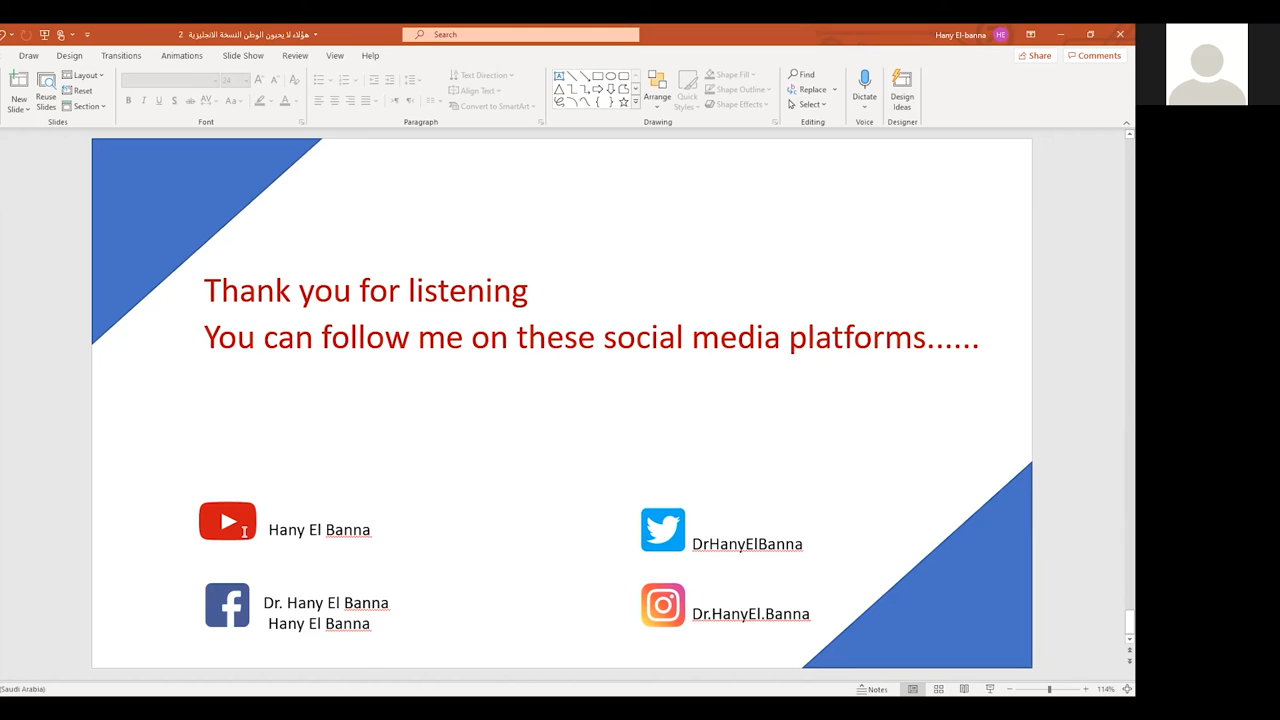 هؤلاء لا يحبون الوطن النسخة الانجليزية 2
Search
Hany El-banna
HE
Draw Design Transitions Animations Slide Show Review View Help
Share Comments
New Slide
Reuse Slides
Layout
Reset
Section
Slides
24
Font
Text Direction
Align Text
Convert to SmartArt
Paragraph
Arrange
Quick Styles
Shape Fill
Shape Outline
Shape Effects
Drawing
Find
Replace
Select
Editing
Dictate
Voice
Design Ideas
Designer
Thank you for listening
You can follow me on these social media platforms......
Hany El Banna
DrHanyElBanna
Dr. Hany El Banna
Hany El Banna
Dr.HanyEl.Banna
(Saudi Arabia)
Notes
114%